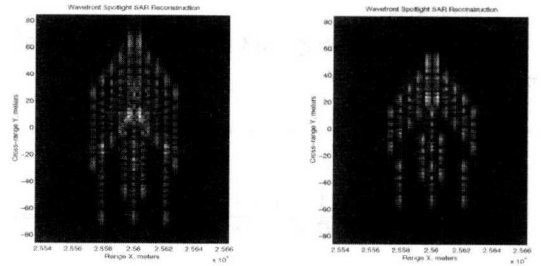 Wavefront Spotlight SAR Reconstruction
80
60
40
20
0
-20
-40
-60
-80
Cross-range Y, meters
2.554 2.556 2.558 2.56 2.562 2.564 2.566
Range X, meters
x 10⁴
Wavefront Spotlight SAR Reconstruction
80
60
40
20
0
-20
-40
-60
-80
Cross-range Y, meters
2.554 2.556 2.558 2.56 2.562 2.564 2.566
Range X, meters
x 10⁴